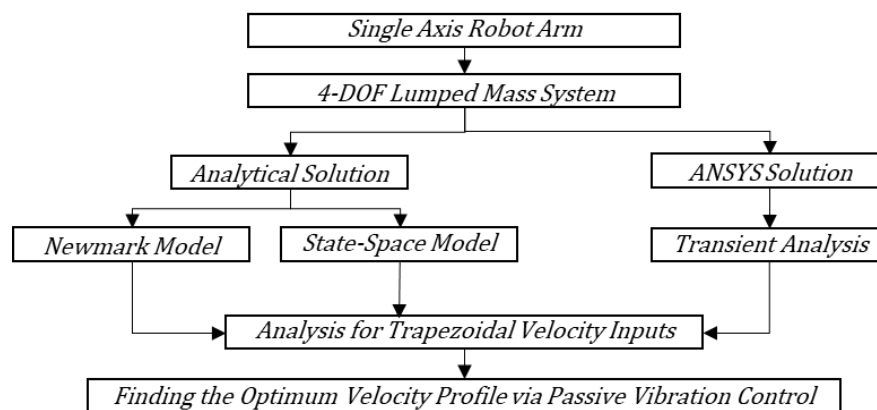 Single Axis Robot Arm
4-DOF Lumped Mass System
Analytical Solution
ANSYS Solution
Newmark Model
State-Space Model
Transient Analysis
Analysis for Trapezoidal Velocity Inputs
Finding the Optimum Velocity Profile via Passive Vibration Control